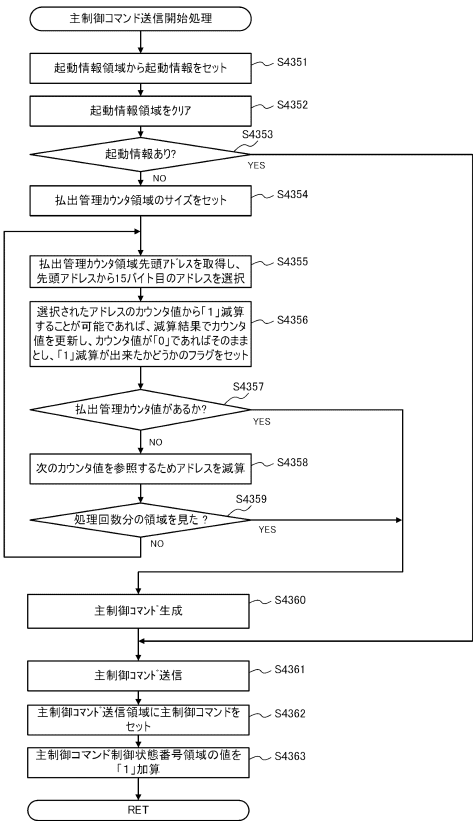 主制御コマンド送信開始処理
起動情報領域から起動情報をセット
S4351
起動情報領域をクリア
S4352
起動情報あり?
S4353
YES
NO
払出管理カウンタ領域のサイズをセット
S4354
払出管理カウンタ領域先頭アドレスを取得し、
先頭アドレスから15バイト目のアドレスを選択
S4355
選択されたアドレスのカウンタ値から「1」減算
することが可能であれば、減算結果でカウンタ
値を更新し、カウンタ値が「0」であればそのまま
とし、「1」減算が出来たかどうかのフラグをセット
S4356
払出管理カウンタ値があるか?
S4357
YES
NO
次のカウンタ値を参照するためアドレスを減算
S4358
処理回数分の領域を見た?
S4359
YES
NO
主制御コマンド生成
S4360
主制御コマンド送信
S4361
主制御コマンド送信領域に主制御コマンドを
セット
S4362
主制御コマンド制御状態番号領域の値を
「1」加算
S4363
RET